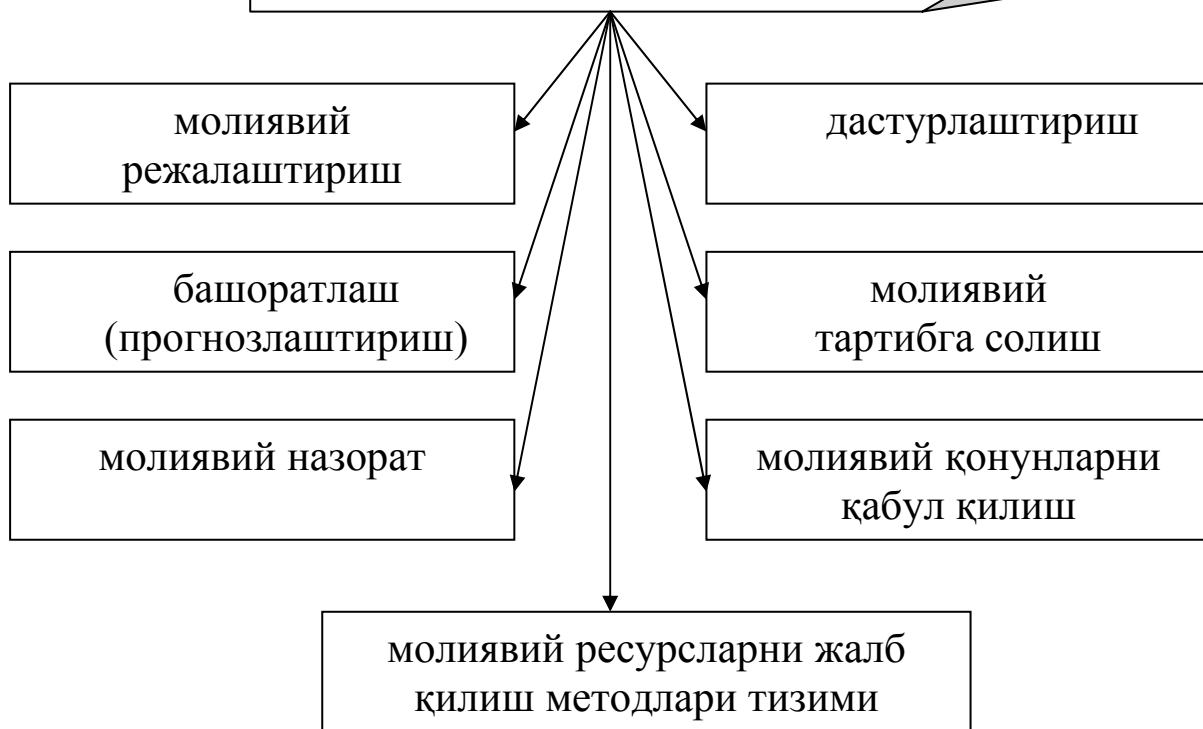 молиявий
режалаштириш
дастурлаштириш
башоратлаш
(прогнозлаштириш)
молиявий
тартибга солиш
молиявий назорат
молиявий қонунларни
қабул қилиш
молиявий ресурсларни жалб
қилиш методлари тизими